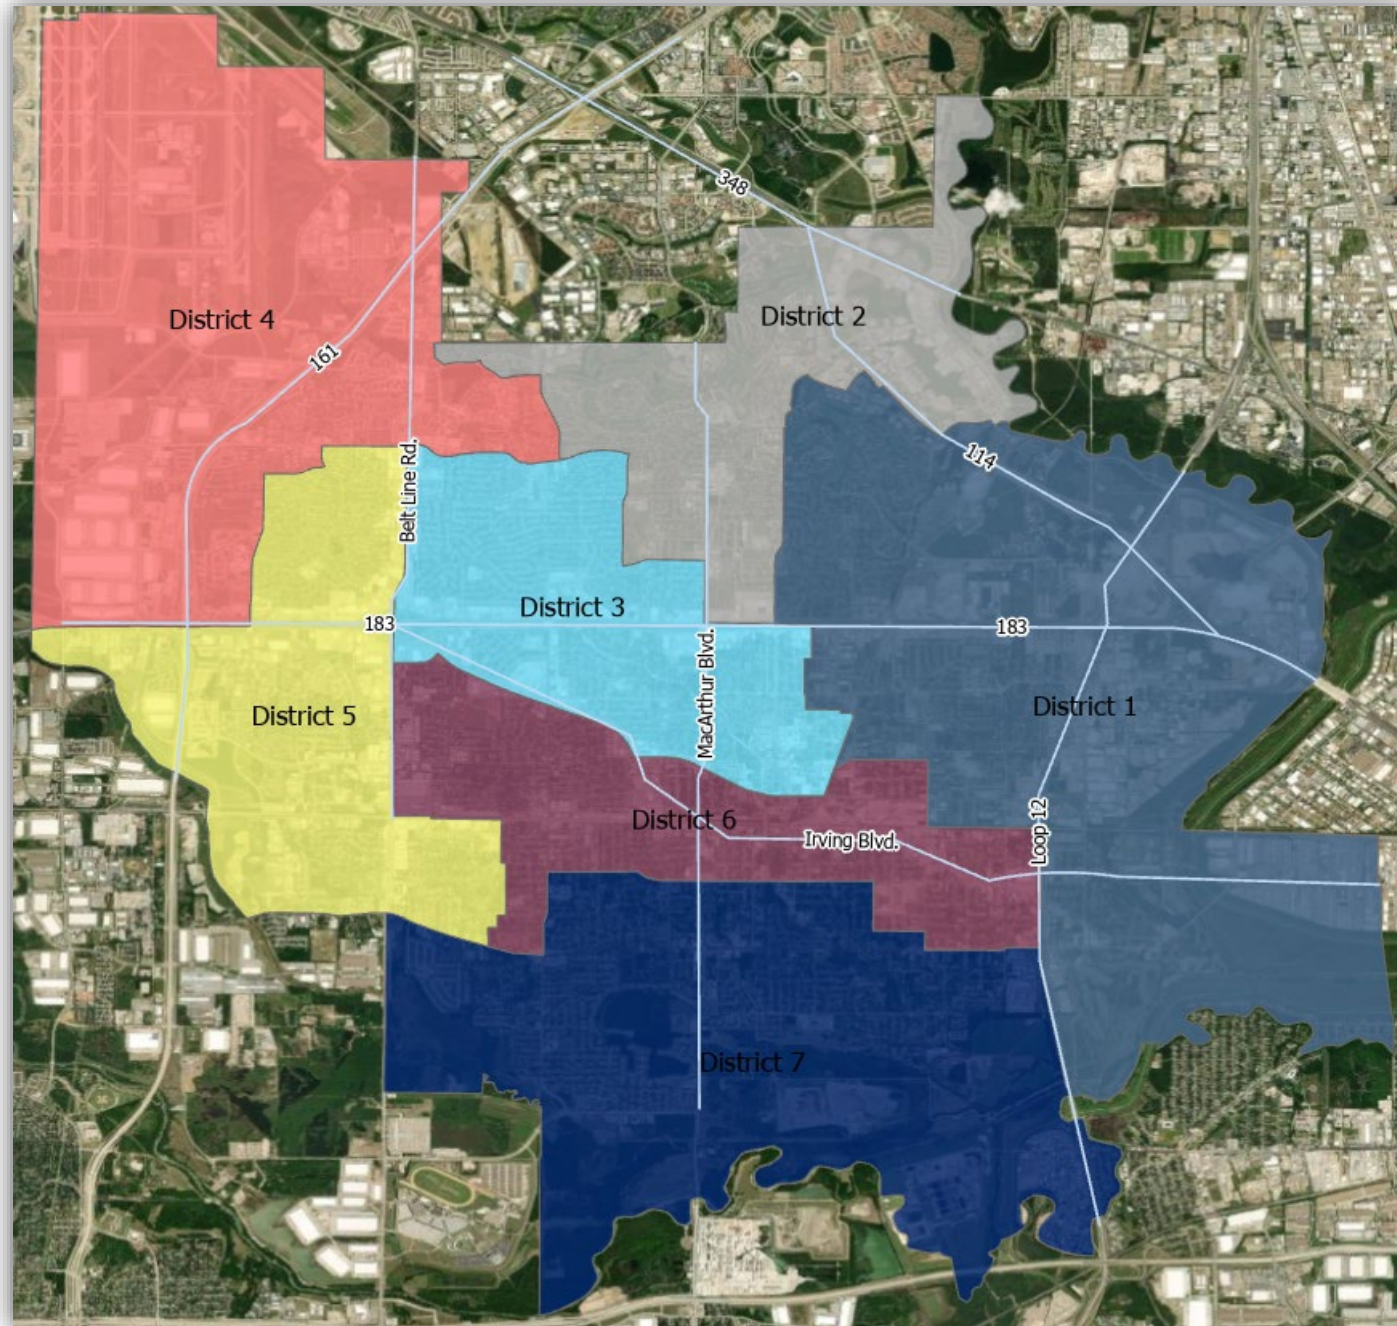 348
District 4
District 2
161
114
Belt Line Rd.
District 3
183
183
MacArthur Blvd.
District 5
District 1
District 6
Irving Blvd.
Loop 12
District 7